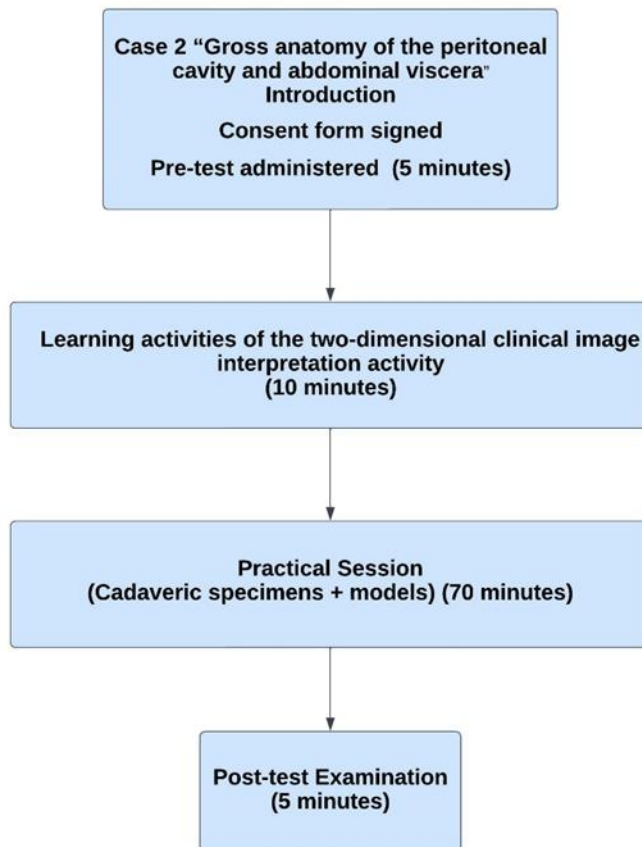 Case 2 “Gross anatomy of the peritoneal
cavity and abdominal viscera”
Introduction
Consent form signed
Pre-test administered (5 minutes)
Learning activities of the two-dimensional clinical image
interpretation activity
(10 minutes)
Practical Session
(Cadaveric specimens + models) (70 minutes)
Post-test Examination
(5 minutes)